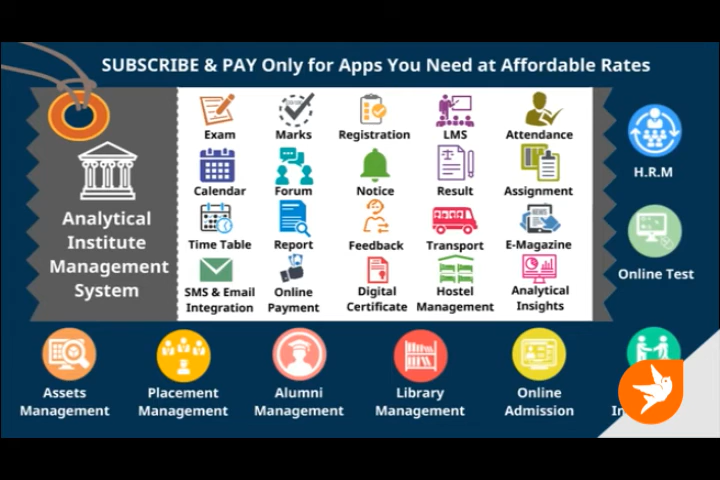 SUBSCRIBE & PAY Only for Apps You Need at Affordable Rates
Analytical
Institute
Management
System
Exam
Marks
Registration
LMS
Attendance
Calendar
Forum
Notice
Result
Assignment
Time Table
Report
Feedback
Transport
E-Magazine
SMS & Email
Integration
Online
Payment
Digital
Certificate
Hostel
Management
Analytical
Insights
H.R.M
Online Test
Assets
Management
Placement
Management
Alumni
Management
Library
Management
Online
Admission
NEWS